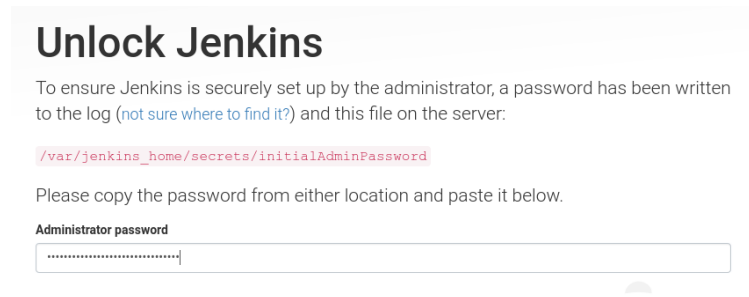 Unlock Jenkins
To ensure Jenkins is securely set up by the administrator, a password has been written
to the log (not sure where to find it?) and this file on the server:
/var/jenkins_home/secrets/initialAdminPassword
Please copy the password from either location and paste it below.
Administrator password